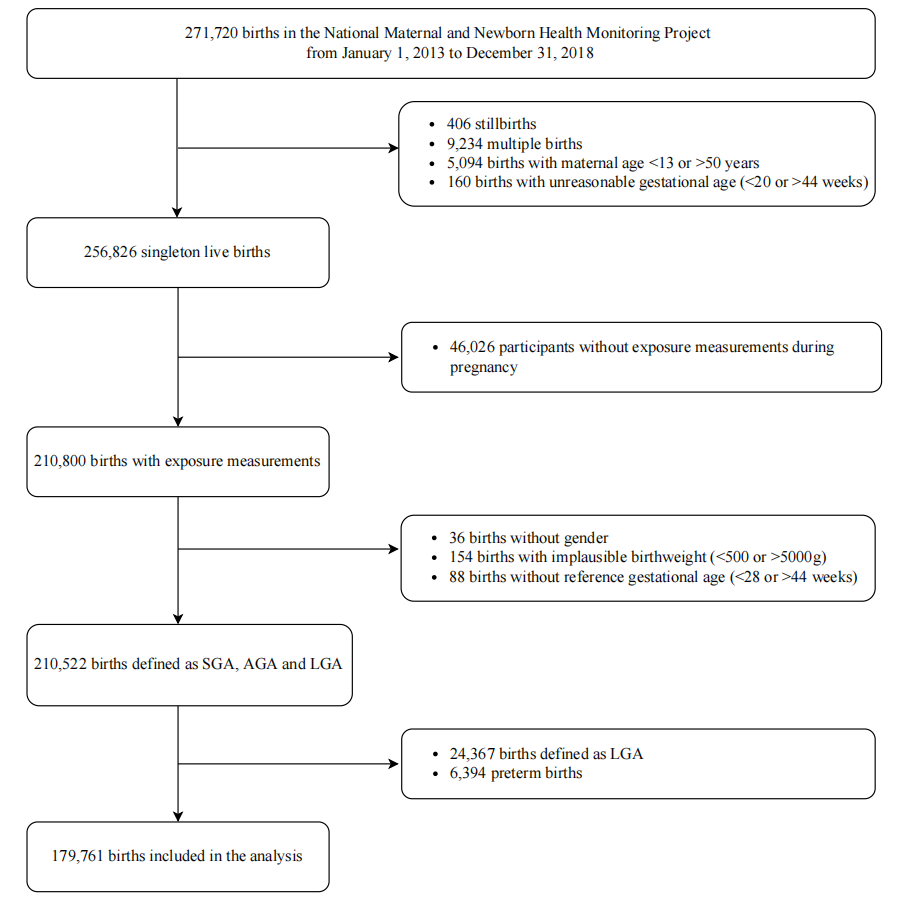 271,720 births in the National Maternal and Newborn Health Monitoring Project
from January 1, 2013 to December 31, 2018
• 406 stillbirths
• 9,234 multiple births
• 5,094 births with maternal age <13 or >50 years
• 160 births with unreasonable gestational age (<20 or >44 weeks)
256,826 singleton live births
• 46,026 participants without exposure measurements during
pregnancy
210,800 births with exposure measurements
• 36 births without gender
• 154 births with implausible birthweight (<500 or >5000g)
• 88 births without reference gestational age (<28 or >44 weeks)
210,522 births defined as SGA, AGA and LGA
• 24,367 births defined as LGA
• 6,394 preterm births
179,761 births included in the analysis